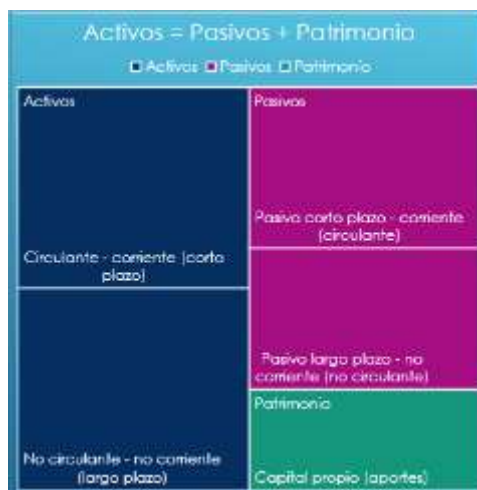 Activos = Pasivos + Patrimonio
Activos Pasivos Patrimonio
Activos
Circulante - corriente (corto
plazo)
No circulante - no corriente
(largo plazo)
Pasivos
Pasivo corto plazo - corriente
(circulante)
Pasivo largo plazo - no
corriente (no circulante)
Patrimonio
Capital propio (aportes)